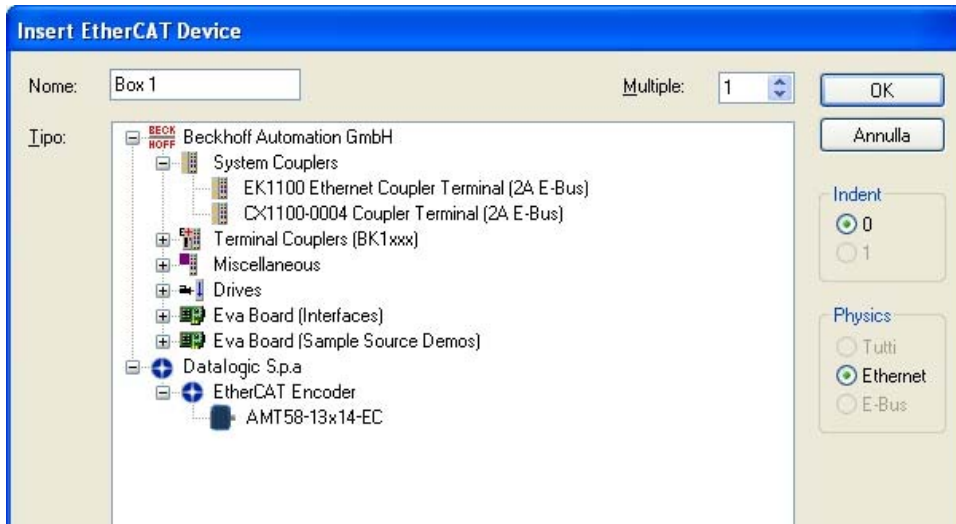 Insert EtherCAT Device
Nome:
Box 1
Multiple:
1
OK
Annulla
Tipo:
BECK
HOFF
Beckhoff Automation GmbH
System Couplers
EK1100 Ethernet Coupler Terminal (2A E-Bus)
CX1100-0004 Coupler Terminal (2A E-Bus)
Terminal Couplers (BK1xxx)
Miscellaneous
Drives
Eva Board (Interfaces)
Eva Board (Sample Source Demos)
Datalogic S.p.a
EtherCAT Encoder
AMT58-13x14-EC
Indent
0
1
Physics
Tutti
Ethernet
E-Bus